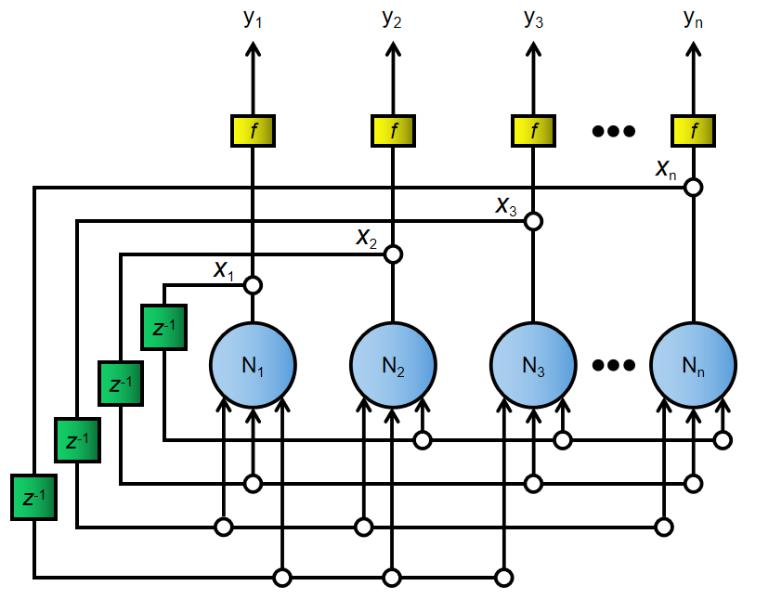 y₁ y₂ y₃ yₙ
f f f ••• f
xₙ
x₃
x₂
x₁
z⁻¹
N₁ N₂ N₃ ••• Nₙ
z⁻¹
z⁻¹
z⁻¹